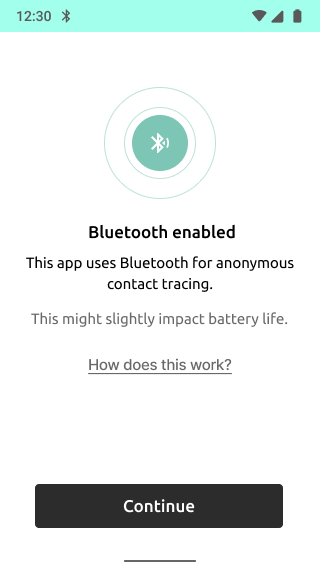 12:30
Bluetooth enabled
This app uses Bluetooth for anonymous
contact tracing.
This might slightly impact battery life.
How does this work?
Continue